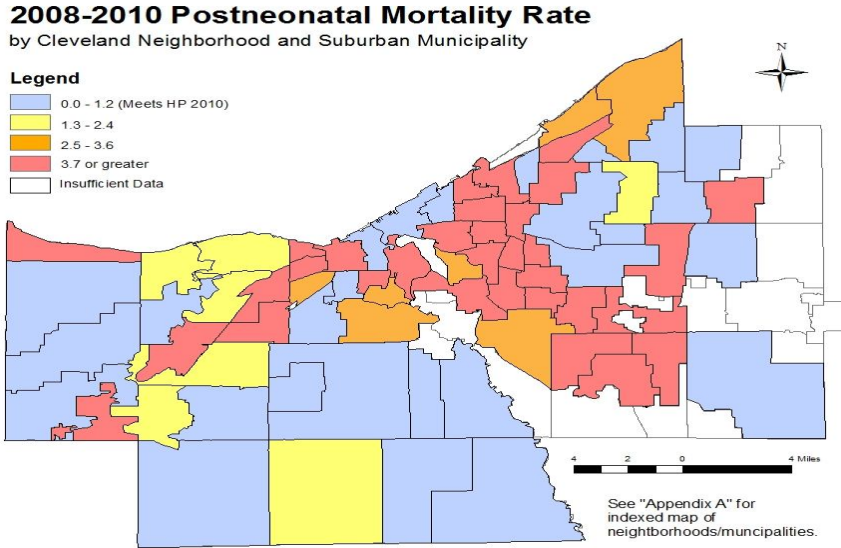 2008-2010 Postneonatal Mortality Rate
by Cleveland Neighborhood and Suburban Municipality
N
Legend
0.0 - 1.2 (Meets HP 2010)
1.3 - 2.4
2.5 - 3.6
3.7 or greater
Insufficient Data
4 2 0 4 Miles
See "Appendix A" for
indexed map of
neightborhoods/muncipalities.